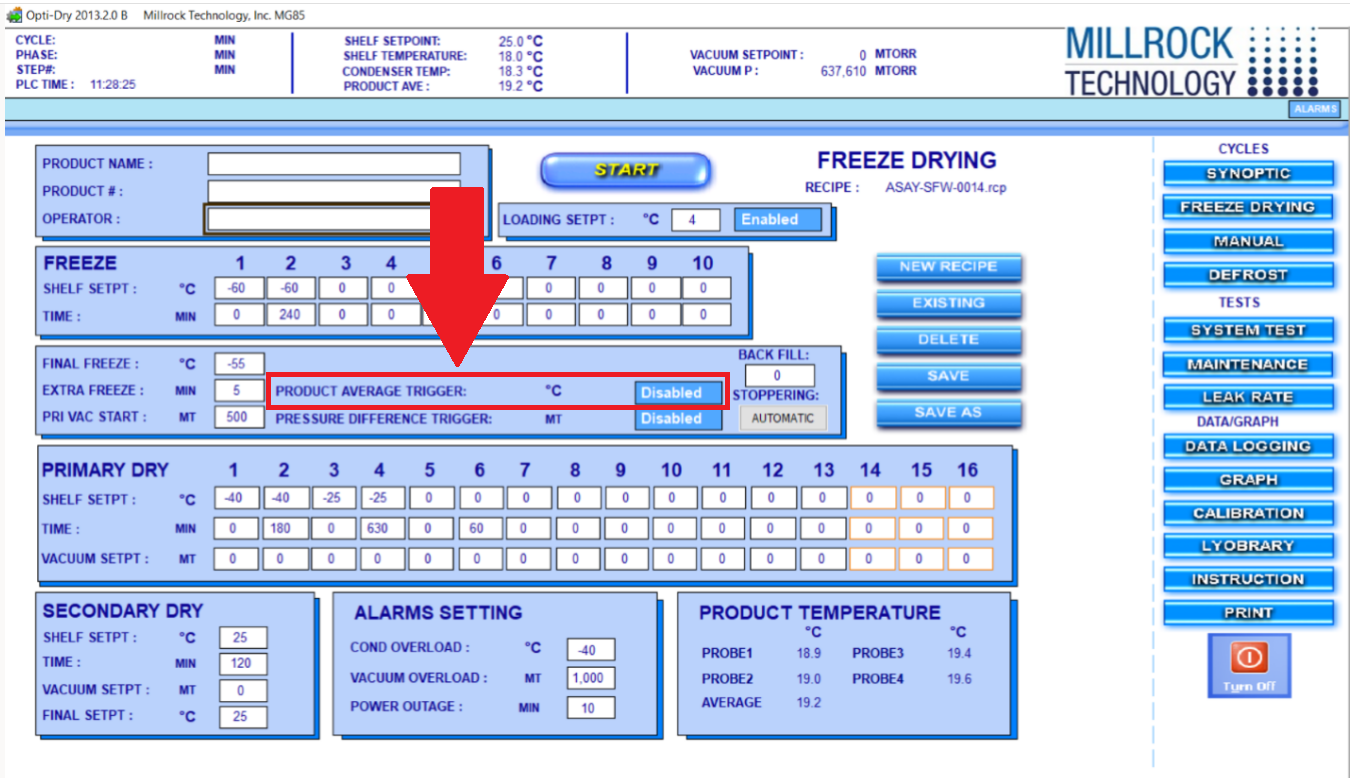 Opti-Dry 2013.2.0 B Millrock Technology, Inc. MG85
CYCLE: MIN SHELF SETPOINT: 25.0 °C
PHASE: MIN SHELF TEMPERATURE: 18.0 °C VACUUM SETPOINT : 0 MTORR
STEP#: MIN CONDENSER TEMP: 18.3 °C VACUUM P : 637,610 MTORR
PLC TIME : 11:28:25 PRODUCT AVE : 19.2 °C
MILLROCK
TECHNOLOGY
ALARMS
PRODUCT NAME :
PRODUCT # :
OPERATOR :
START
FREEZE DRYING
RECIPE : ASAY-SFW-0014.rcp
LOADING SETPT : °C 4 Enabled
FREEZE 1 2 3 4 6 7 8 9 10
SHELF SETPT : °C -60 -60 0 0 0 0 0 0
TIME : MIN 0 240 0 0 0 0 0 0 0
NEW RECIPE
EXISTING
DELETE
SAVE
SAVE AS
FINAL FREEZE : °C -55
EXTRA FREEZE : MIN 5 PRODUCT AVERAGE TRIGGER: °C Disabled
PRI VAC START : MT 500 PRESSURE DIFFERENCE TRIGGER: MT Disabled
BACK FILL:
0
STOPPERING:
AUTOMATIC
PRIMARY DRY 1 2 3 4 5 6 7 8 9 10 11 12 13 14 15 16
SHELF SETPT : °C -40 -40 -25 -25 0 0 0 0 0 0 0 0 0 0 0 0
TIME : MIN 0 180 0 630 0 60 0 0 0 0 0 0 0 0 0 0
VACUUM SETPT : MT 0 0 0 0 0 0 0 0 0 0 0 0 0 0 0 0
SECONDARY DRY
SHELF SETPT : °C 25
TIME : MIN 120
VACUUM SETPT : MT 0
FINAL SETPT : °C 25
ALARMS SETTING
COND OVERLOAD : °C -40
VACUUM OVERLOAD : MT 1,000
POWER OUTAGE : MIN 10
PRODUCT TEMPERATURE
°C °C
PROBE1 18.9 PROBE3 19.4
PROBE2 19.0 PROBE4 19.6
AVERAGE 19.2
CYCLES
SYNOPTIC
FREEZE DRYING
MANUAL
DEFROST
TESTS
SYSTEM TEST
MAINTENANCE
LEAK RATE
DATA/GRAPH
DATA LOGGING
GRAPH
CALIBRATION
LYOBRARY
INSTRUCTION
PRINT
Turn Off